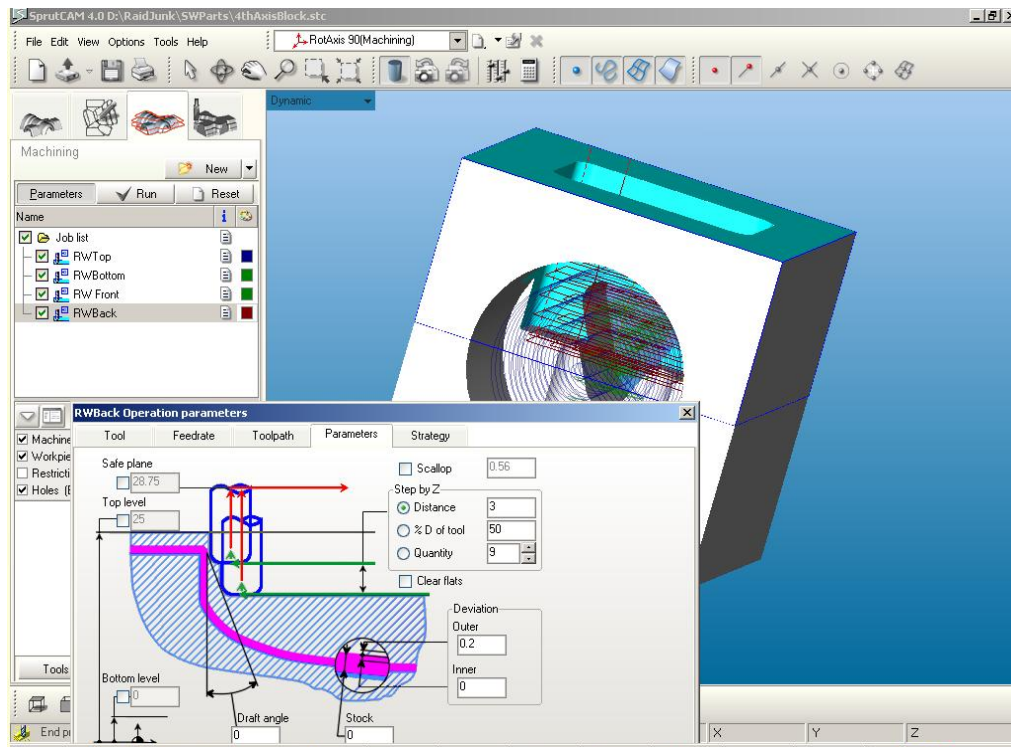 SprutCAM 4.0 D:\RaidJunk\SWParts\4thAxisBlock.stc
File Edit View Options Tools Help
RotAxis 90(Machining)
Dynamic
Machining
New
Parameters Run Reset
Name
Job list
RWTop
RWBottom
RW Front
RWBack
RWBack Operation parameters
Tool Feedrate Toolpath Parameters Strategy
Machine
Workpie
Restricti
Holes (
Safe plane
28.75
Top level
25
Scallop 0.56
Step by Z
Distance 3
% D of tool 50
Quantity 9
Clear flats
Deviation
Outer
0.2
Inner
0
Tools
Bottom level
0
Draft angle
0
Stock
0
End p
X Y Z